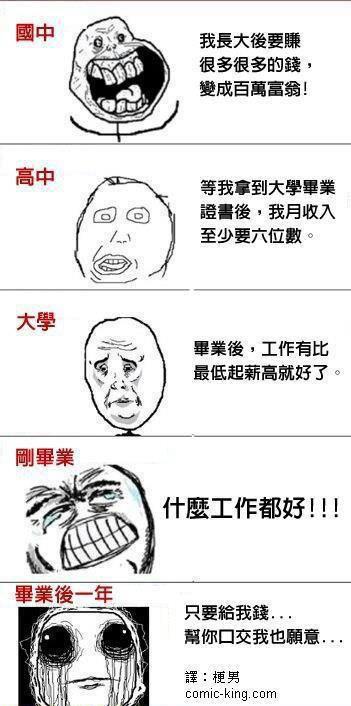 國中
我長大後要賺
很多很多的錢，
變成百萬富翁!
高中
等我拿到大學畢業
證書後，我月收入
至少要六位數。
大學
畢業後，工作有比
最低起薪高就好了。
剛畢業
什麼工作都好!!!
畢業後一年
只要給我錢...
幫你口交我也願意...
譯：梗男
comic-king.com